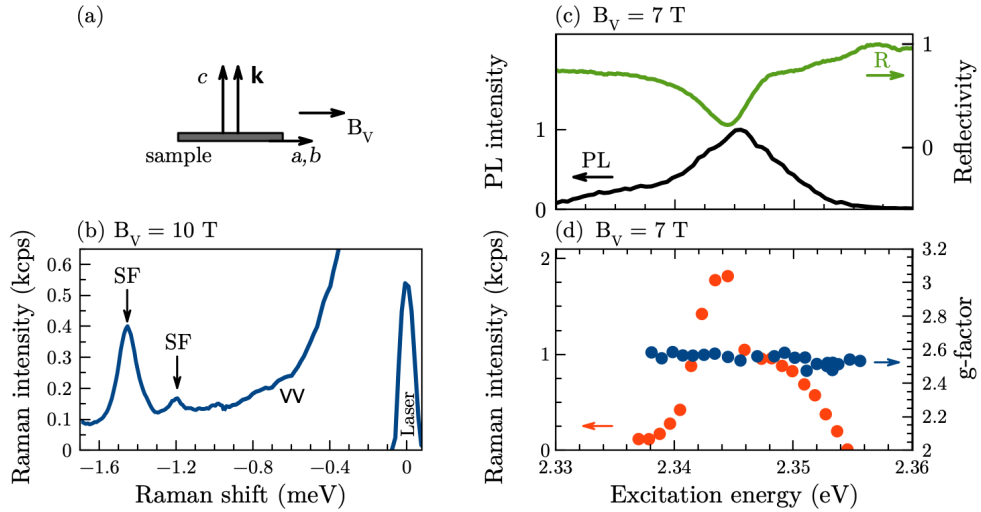 (a)
c
k
B_V
sample
a,b
(b) B_V = 10 T
Raman intensity (kcps)
0.6
0.5
0.4
0.3
0.2
0.1
0
SF
SF
VV
Laser
−1.6
−1.2
−0.8
−0.4
0
Raman shift (meV)
(c) B_V = 7 T
PL intensity
1
0
PL
R
1
0
Reflectivity
(d) B_V = 7 T
Raman intensity (kcps)
2
1
0
3.2
3
2.8
2.6
2.4
2.2
2
g-factor
2.33
2.34
2.35
2.36
Excitation energy (eV)